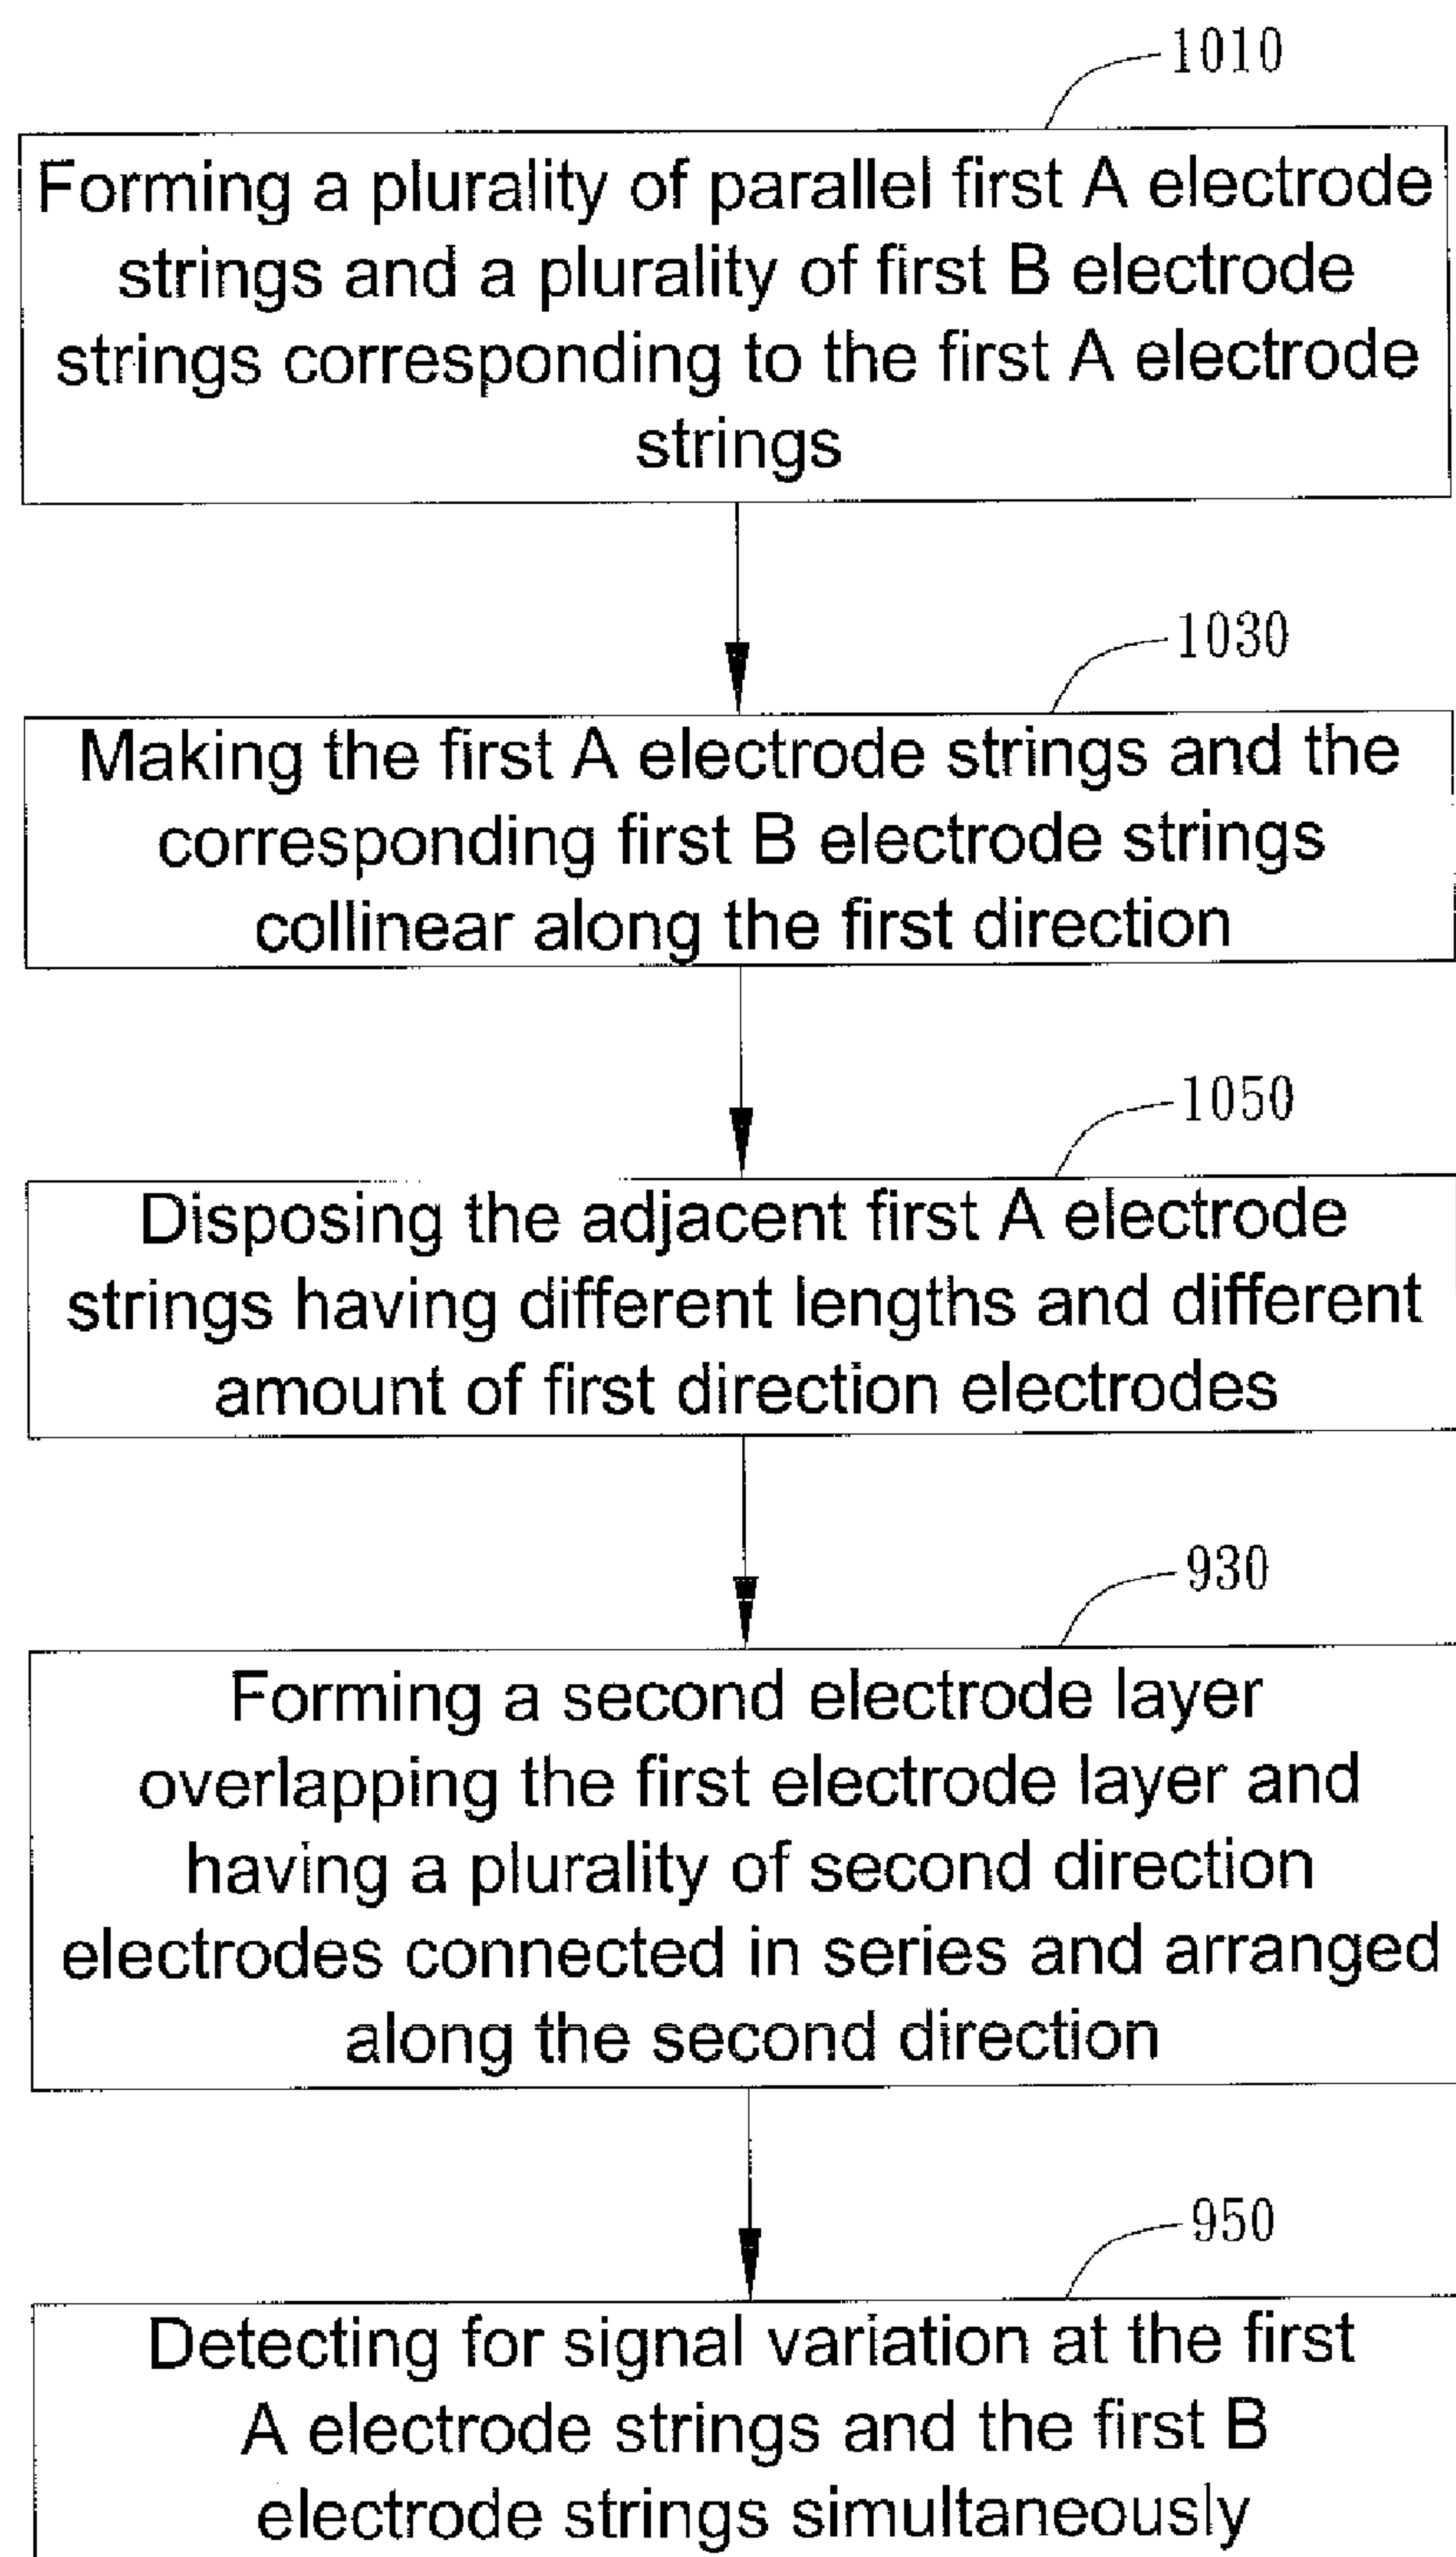 1010
Forming a plurality of parallel first A electrode
strings and a plurality of first B electrode
strings corresponding to the first A electrode
strings
1030
Making the first A electrode strings and the
corresponding first B electrode strings
collinear along the first direction
1050
Disposing the adjacent first A electrode
strings having different lengths and different
amount of first direction electrodes
930
Forming a second electrode layer
overlapping the first electrode layer and
having a plurality of second direction
electrodes connected in series and arranged
along the second direction
950
Detecting for signal variation at the first
A electrode strings and the first B
electrode strings simultaneously